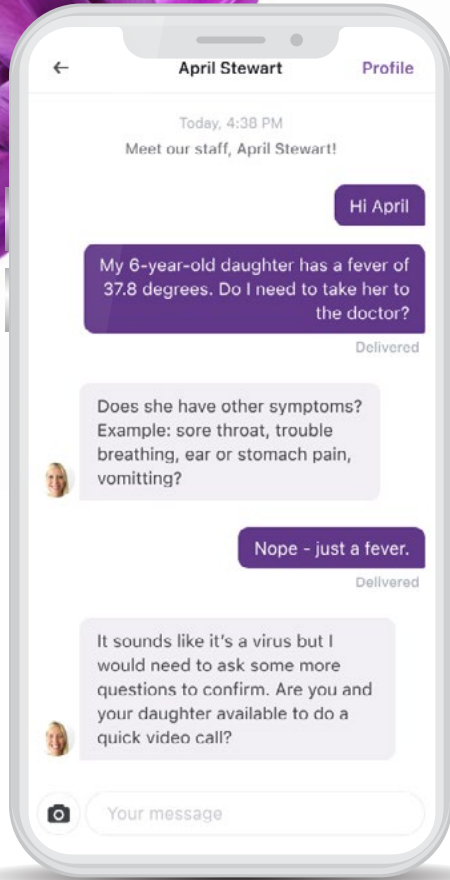 April Stewart
Profile
Today, 4:38 PM
Meet our staff, April Stewart!
Hi April
My 6-year-old daughter has a fever of
37.8 degrees. Do I need to take her to
the doctor?
Delivered
Does she have other symptoms?
Example: sore throat, trouble
breathing, ear or stomach pain,
vomitting?
Nope - just a fever.
Delivered
It sounds like it's a virus but I
would need to ask some more
questions to confirm. Are you and
your daughter available to do a
quick video call?
Your message